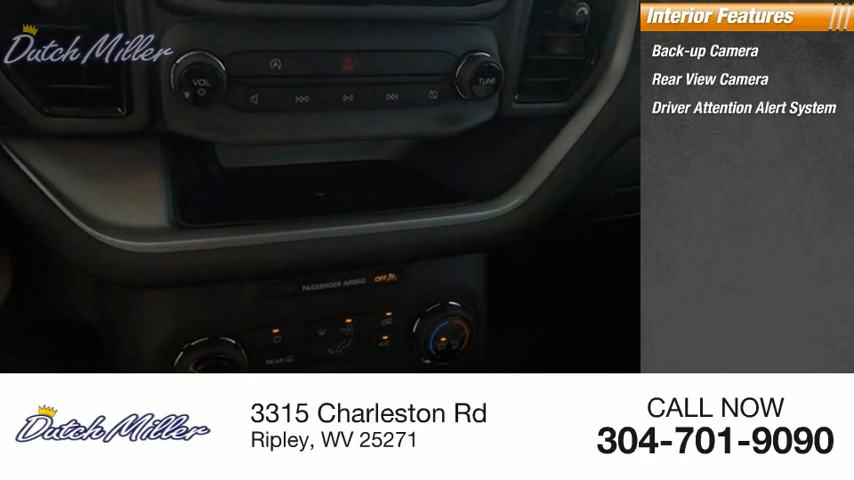 Dutch Miller
Interior Features
Back-up Camera
Rear View Camera
Driver Attention Alert System
VOL
TUNE
PASSENGER AIRBAG OFF
REAR
A/C
Dutch Miller
3315 Charleston Rd
Ripley, WV 25271
CALL NOW
304-701-9090